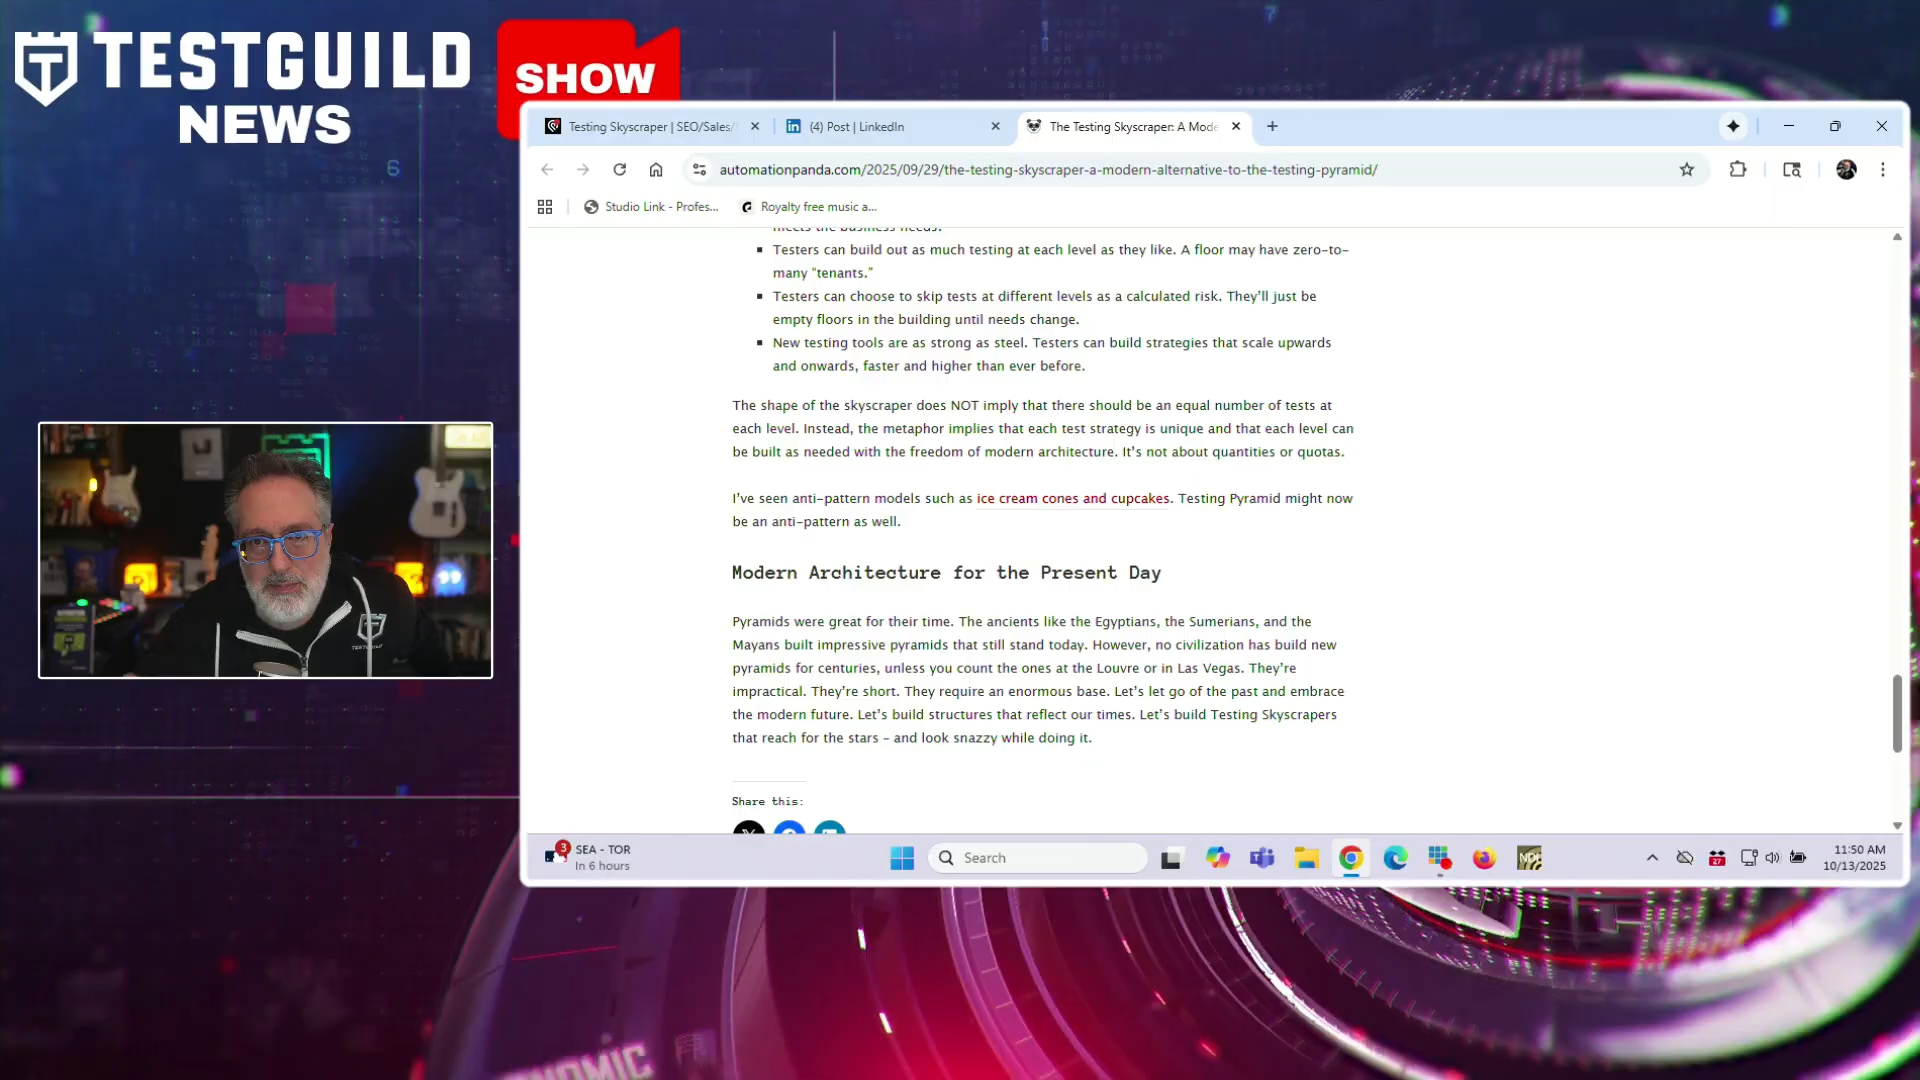 TESTGUILD
NEWS
SHOW
Testing Skyscraper | SEO/Sales/
(4) Post | LinkedIn
The Testing Skyscraper: A Mode
automationpanda.com/2025/09/29/the-testing-skyscraper-a-modern-alternative-to-the-testing-pyramid/
Studio Link - Profes...
Royalty free music a...
meets the business needs.
Testers can build out as much testing at each level as they like. A floor may have zero-to-
many "tenants."
Testers can choose to skip tests at different levels as a calculated risk. They'll just be
empty floors in the building until needs change.
New testing tools are as strong as steel. Testers can build strategies that scale upwards
and onwards, faster and higher than ever before.
The shape of the skyscraper does NOT imply that there should be an equal number of tests at
each level. Instead, the metaphor implies that each test strategy is unique and that each level can
be built as needed with the freedom of modern architecture. It's not about quantities or quotas.
I've seen anti-pattern models such as ice cream cones and cupcakes. Testing Pyramid might now
be an anti-pattern as well.
Modern Architecture for the Present Day
Pyramids were great for their time. The ancients like the Egyptians, the Sumerians, and the
Mayans built impressive pyramids that still stand today. However, no civilization has build new
pyramids for centuries, unless you count the ones at the Louvre or in Las Vegas. They're
impractical. They're short. They require an enormous base. Let's let go of the past and embrace
the modern future. Let's build structures that reflect our times. Let's build Testing Skyscrapers
that reach for the stars – and look snazzy while doing it.
Share this:
3
SEA - TOR
In 6 hours
Search
NDI
27
11:50 AM
10/13/2025